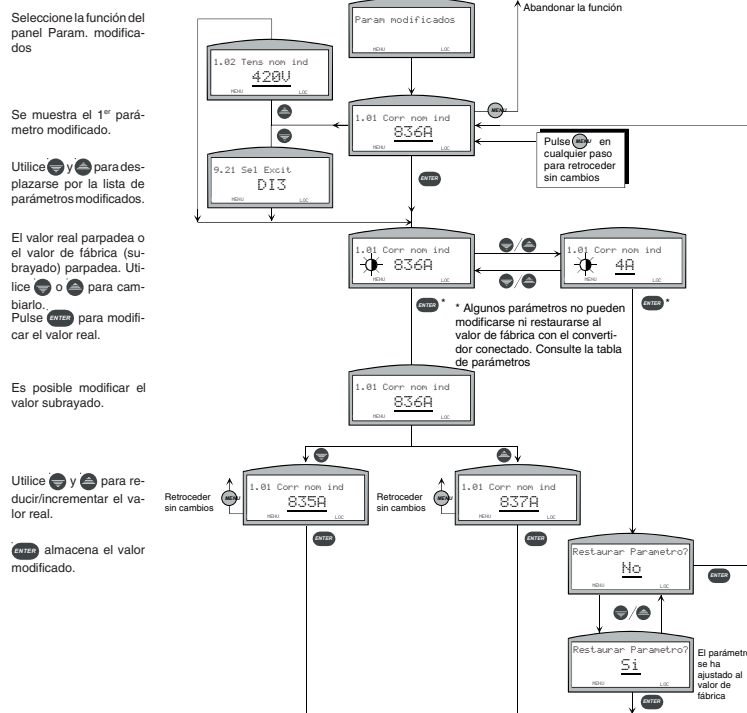 Seleccione la función del
panel Param. modifica-
dos
Se muestra el 1er pará-
metro modificado.
Utilice y para des-
plazarse por la lista de
parámetros modificados.
El valor real parpadea o
el valor de fábrica (su-
brayado) parpadea. Uti-
lice o para cam-
biarlo.
Pulse ENTER para modifi-
car el valor real.
Es posible modificar el
valor subrayado.
Utilice y para re-
ducir/incrementar el va-
lor real.
ENTER almacena el valor
modificado.
Param modificados
MENU LOC
Abandonar la función
1.02 Tens nom ind
420V
MENU LOC
1.01 Corr nom ind
836A
MENU LOC
MENU
Pulse MENU en
cualquier paso
para retroceder
sin cambios
9.21 Sel Excit
DI3
MENU LOC
ENTER
1.01 Corr nom ind
836A
MENU LOC
/
/
1.01 Corr nom ind
4A
MENU LOC
ENTER *
ENTER *
* Algunos parámetros no pueden
modificarse ni restaurarse al
valor de fábrica con el converti-
dor conectado. Consulte la tabla
de parámetros
1.01 Corr nom ind
836A
MENU LOC
Retroceder
sin cambios
MENU
1.01 Corr nom ind
835A
MENU LOC
ENTER
Retroceder
sin cambios
MENU
1.01 Corr nom ind
837A
MENU LOC
ENTER
Restaurar Parametro?
No
MENU LOC
ENTER
/
Restaurar Parametro?
Si
MENU LOC
El parámetro
se ha
ajustado al
valor de
fábrica
ENTER